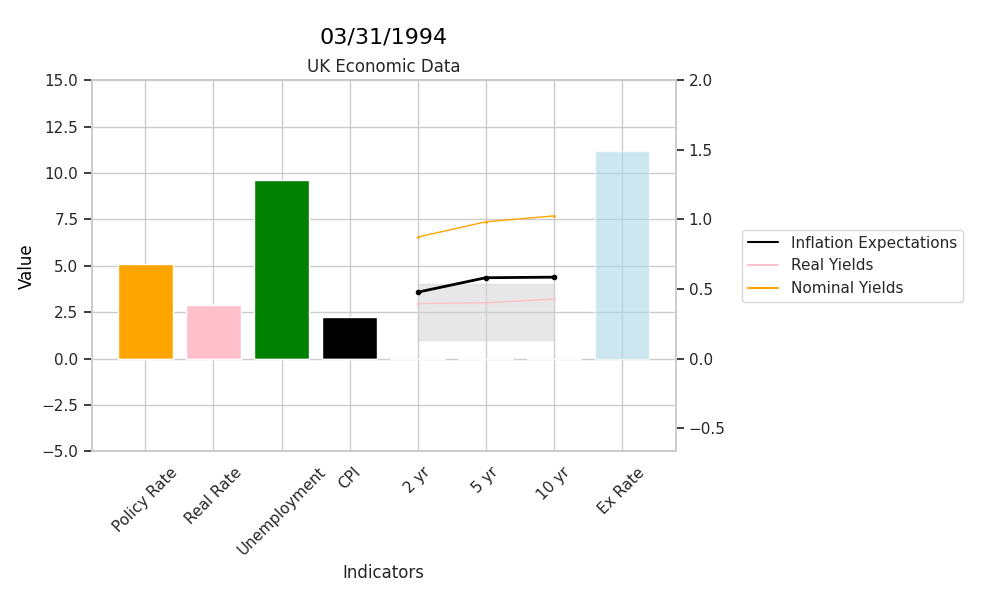 03/31/1994
UK Economic Data
Value
15.0
12.5
10.0
7.5
5.0
2.5
0.0
−2.5
−5.0
2.0
1.5
1.0
0.5
0.0
−0.5
Inflation Expectations
Real Yields
Nominal Yields
Policy Rate
Real Rate
Unemployment
CPI
2 yr
5 yr
10 yr
Ex Rate
Indicators